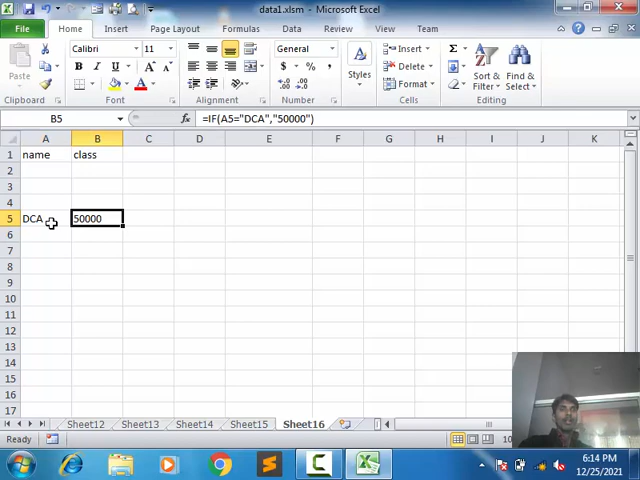 data1.xlsm - Microsoft Excel
File Home Insert Page Layout Formulas Data Review View Team
Calibri 11 General Insert Σ
Paste B I U $ % , Styles Delete Sort & Filter Find & Select
Format
Clipboard Font Alignment Number Cells Editing
B5 fx =IF(A5="DCA","50000")
A B C D E F G H I J K
1 name class
2
3
4
5 DCA 50000
6
7
8
9
10
11
12
13
14
15
16
17
Sheet12 Sheet13 Sheet14 Sheet15 Sheet16
Ready
6:14 PM
12/25/2021